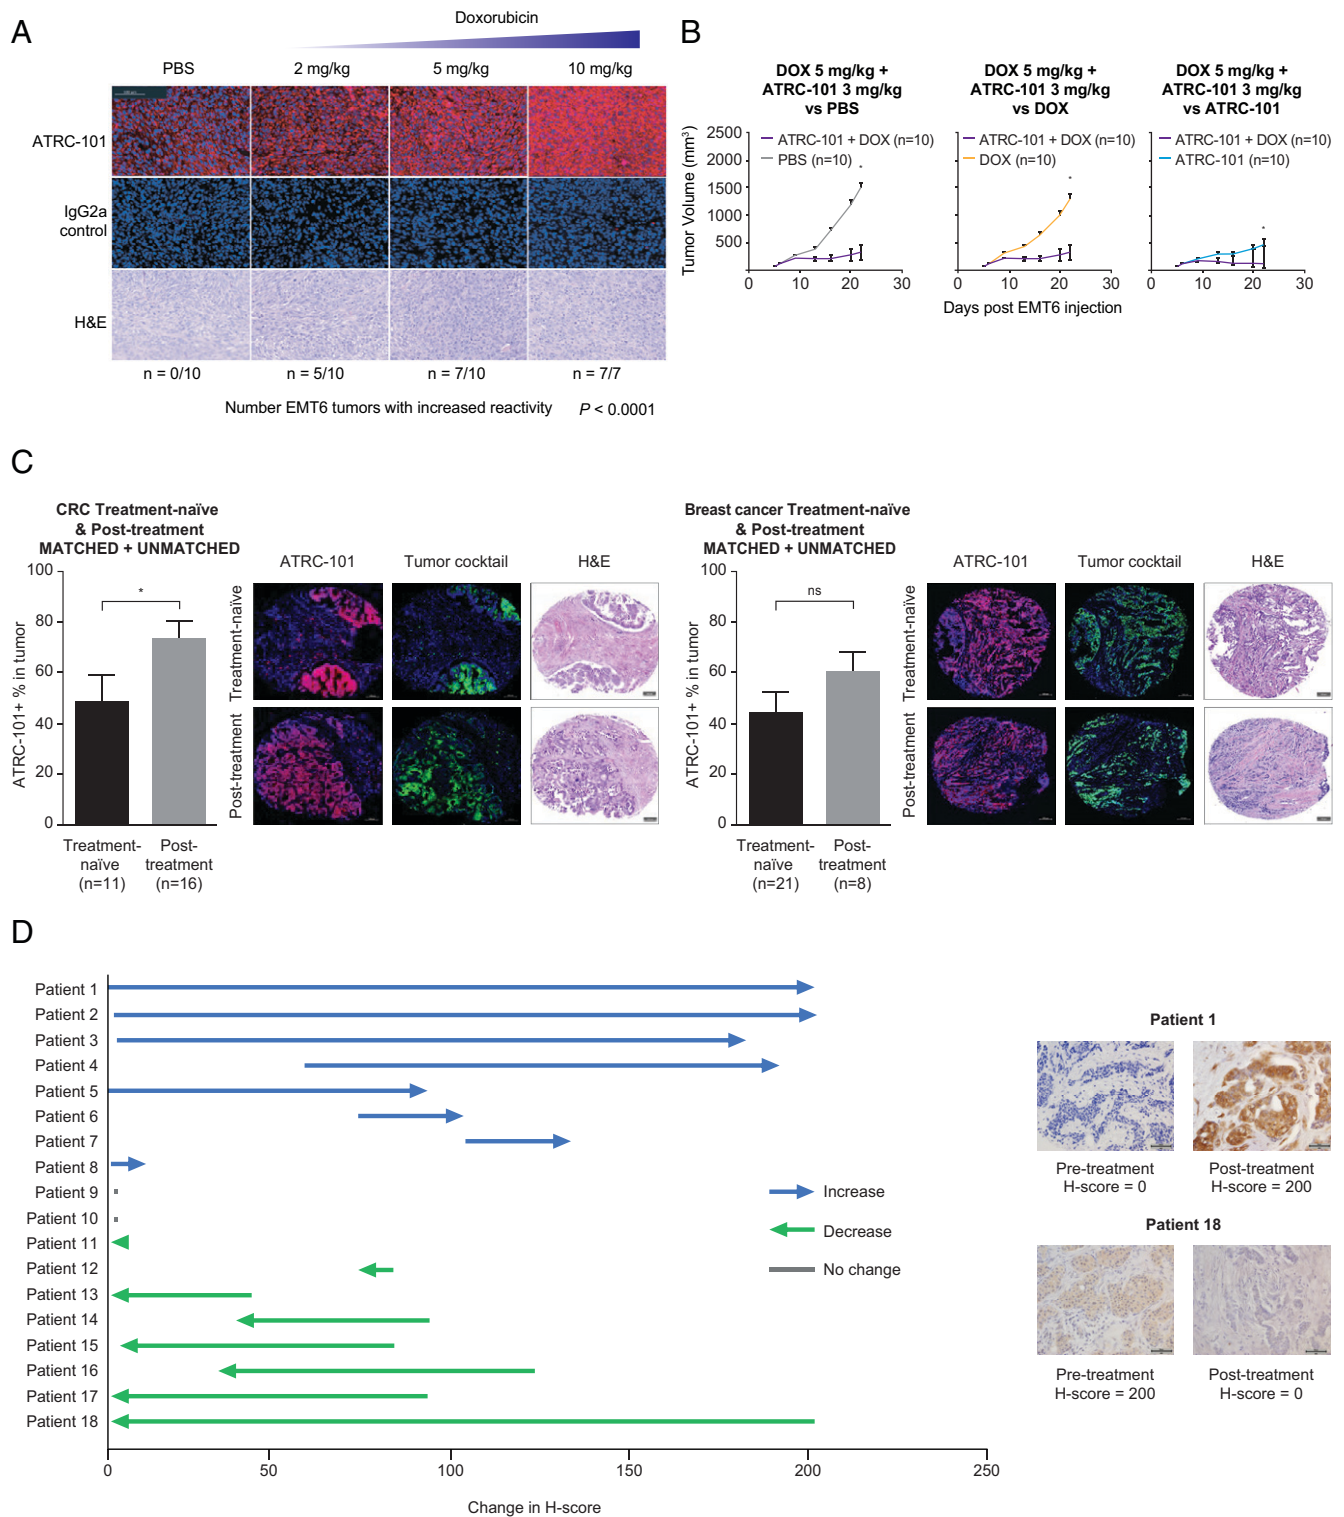 A
Doxorubicin
PBS
2 mg/kg
5 mg/kg
10 mg/kg
ATRC-101
IgG2a
control
H&E
n = 0/10
n = 5/10
n = 7/10
n = 7/7
Number EMT6 tumors with increased reactivity
P < 0.0001
B
DOX 5 mg/kg +
ATRC-101 3 mg/kg
vs PBS
DOX 5 mg/kg +
ATRC-101 3 mg/kg
vs DOX
DOX 5 mg/kg +
ATRC-101 3 mg/kg
vs ATRC-101
Tumor Volume (mm3)
2500
2000
1500
1000
500
ATRC-101 + DOX (n=10)
PBS (n=10)
*
ATRC-101 + DOX (n=10)
DOX (n=10)
*
ATRC-101 + DOX (n=10)
ATRC-101 (n=10)
*
0
10
20
30
0
10
20
30
0
10
20
30
Days post EMT6 injection
C
CRC Treatment-naïve
& Post-treatment
MATCHED + UNMATCHED
ATRC-101+ % in tumor
100
80
60
40
20
0
*
Treatment-
naïve
(n=11)
Post-
treatment
(n=16)
ATRC-101
Tumor cocktail
H&E
Treatment-naïve
Post-treatment
Breast cancer Treatment-naïve
& Post-treatment
MATCHED + UNMATCHED
ATRC-101+ % in tumor
100
80
60
40
20
0
ns
Treatment-
naïve
(n=21)
Post-
treatment
(n=8)
ATRC-101
Tumor cocktail
H&E
Treatment-naïve
Post-treatment
D
Patient 1
Patient 2
Patient 3
Patient 4
Patient 5
Patient 6
Patient 7
Patient 8
Patient 9
Patient 10
Patient 11
Patient 12
Patient 13
Patient 14
Patient 15
Patient 16
Patient 17
Patient 18
Increase
Decrease
No change
0
50
100
150
200
250
Change in H-score
Patient 1
Pre-treatment
H-score = 0
Post-treatment
H-score = 200
Patient 18
Pre-treatment
H-score = 200
Post-treatment
H-score = 0